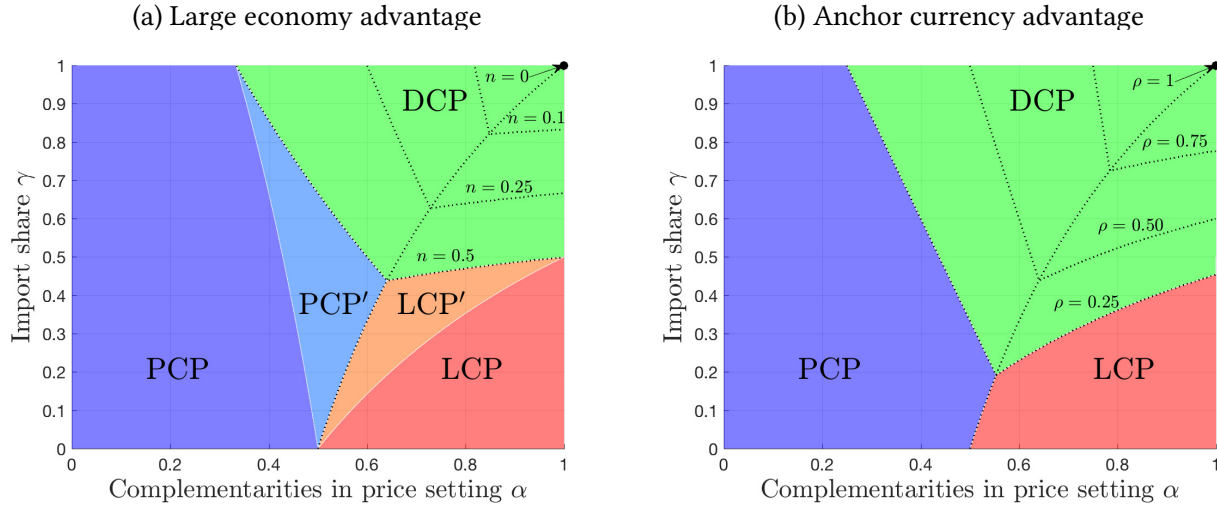 (a) Large economy advantage
1
0.9
0.8
0.7
0.6
0.5
0.4
0.3
0.2
0.1
0
0
0.2
0.4
0.6
0.8
1
Import share γ
Complementarities in price setting α
DCP
n = 0
n = 0.1
n = 0.25
n = 0.5
PCP′
LCP′
PCP
LCP
(b) Anchor currency advantage
1
0.9
0.8
0.7
0.6
0.5
0.4
0.3
0.2
0.1
0
0
0.2
0.4
0.6
0.8
1
Import share γ
Complementarities in price setting α
DCP
ρ = 1
ρ = 0.75
ρ = 0.50
ρ = 0.25
PCP
LCP